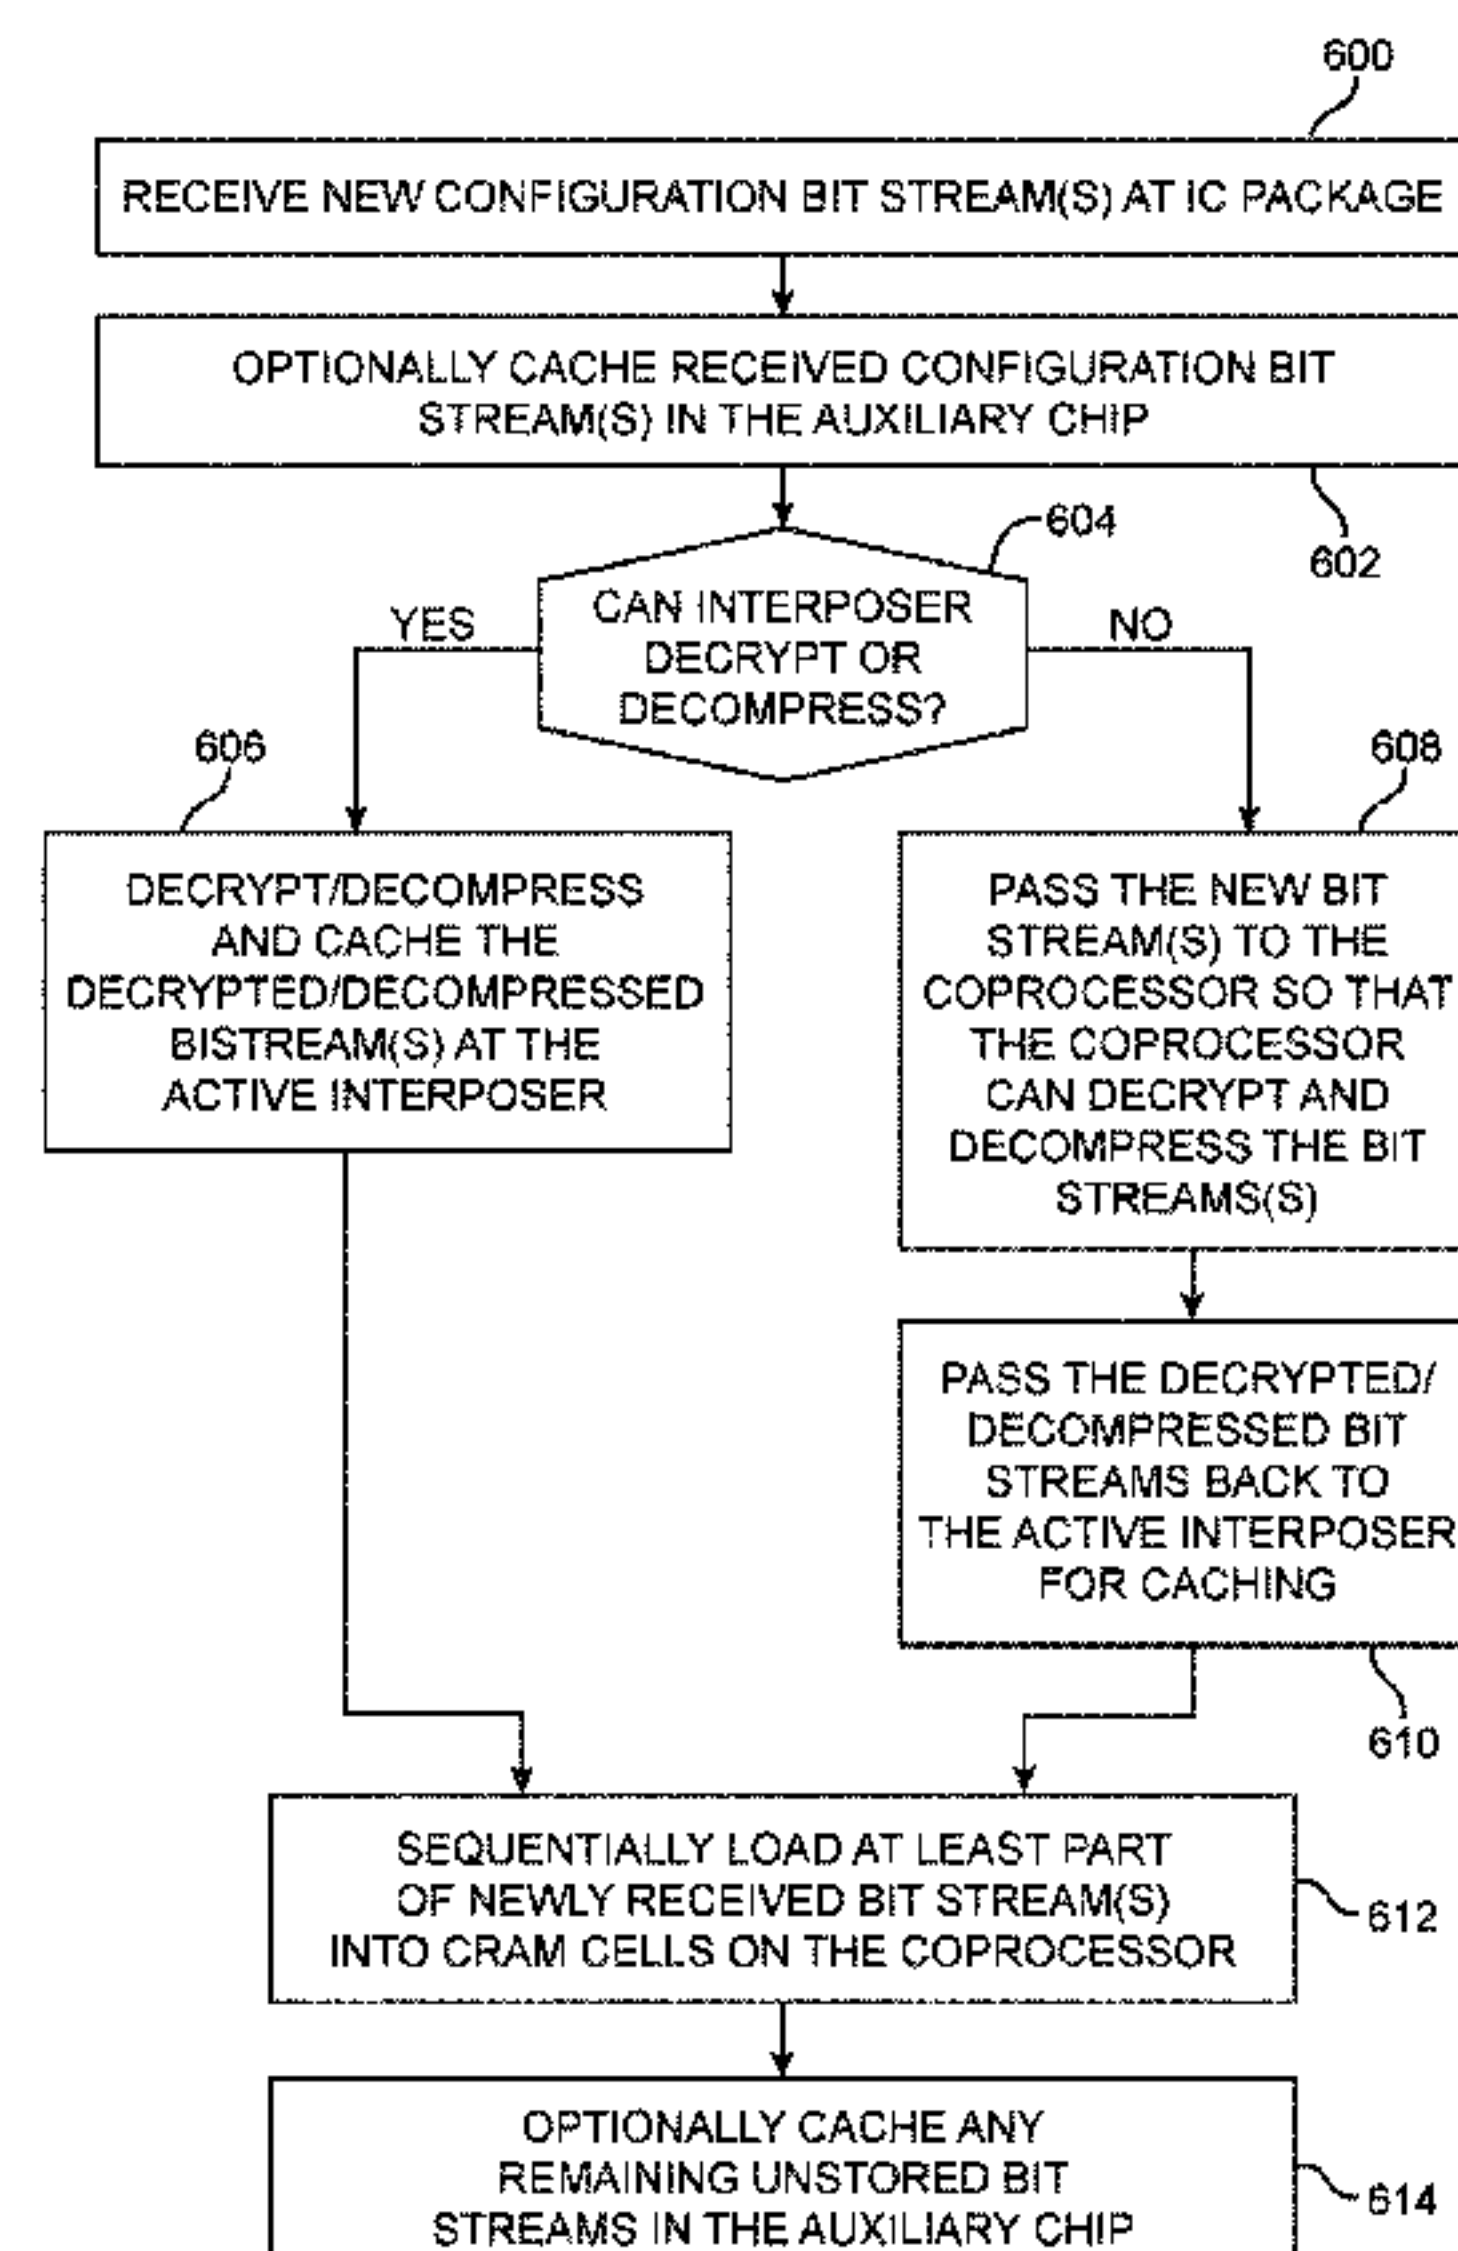 600
RECEIVE NEW CONFIGURATION BIT STREAM(S) AT IC PACKAGE
OPTIONALLY CACHE RECEIVED CONFIGURATION BIT
STREAM(S) IN THE AUXILIARY CHIP
602
604
CAN INTERPOSER
DECRYPT OR
DECOMPRESS?
YES
NO
606
DECRYPT/DECOMPRESS
AND CACHE THE
DECRYPTED/DECOMPRESSED
BISTREAM(S) AT THE
ACTIVE INTERPOSER
608
PASS THE NEW BIT
STREAM(S) TO THE
COPROCESSOR SO THAT
THE COPROCESSOR
CAN DECRYPT AND
DECOMPRESS THE BIT
STREAMS(S)
PASS THE DECRYPTED/
DECOMPRESSED BIT
STREAMS BACK TO
THE ACTIVE INTERPOSER
FOR CACHING
610
SEQUENTIALLY LOAD AT LEAST PART
OF NEWLY RECEIVED BIT STREAM(S)
INTO CRAM CELLS ON THE COPROCESSOR
612
OPTIONALLY CACHE ANY
REMAINING UNSTORED BIT
STREAMS IN THE AUXILIARY CHIP
614